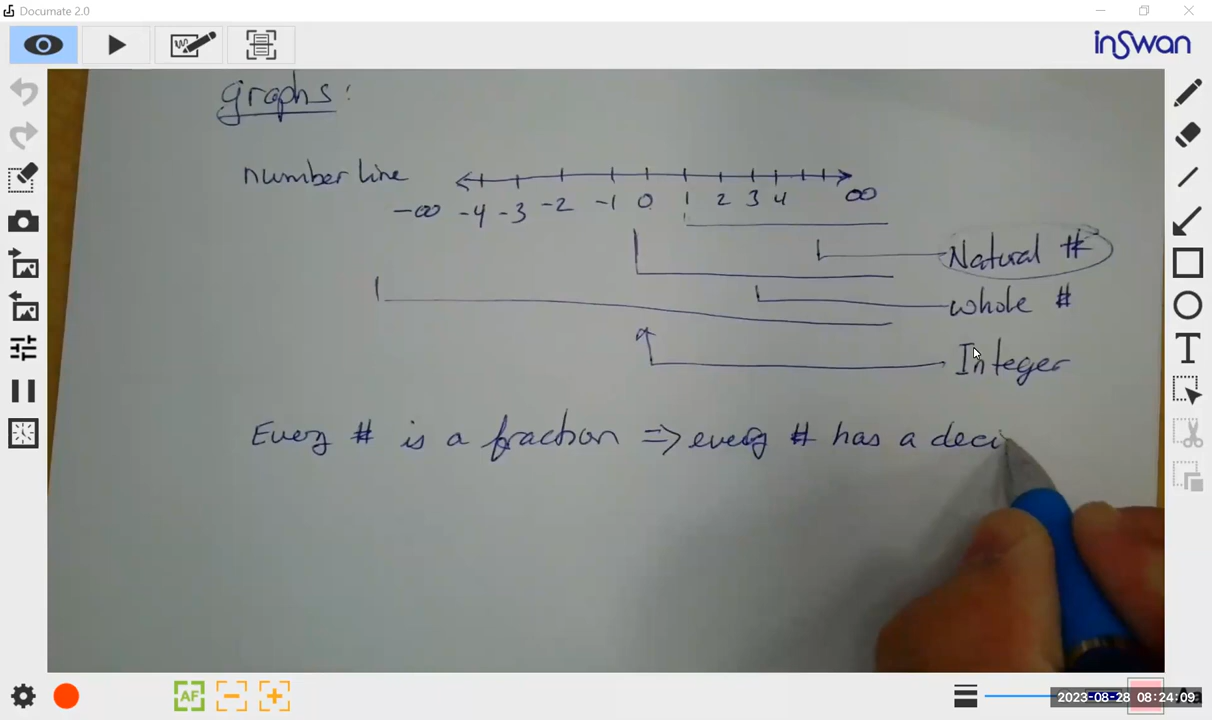 Documate 2.0
inSwan
graphs:
number line
-∞ -4 -3 -2 -1 0 1 2 3 4 ∞
Natural #
whole #
Integer
Every # is a fraction => every # has a deci
AF
2023-08-28 08:24:09